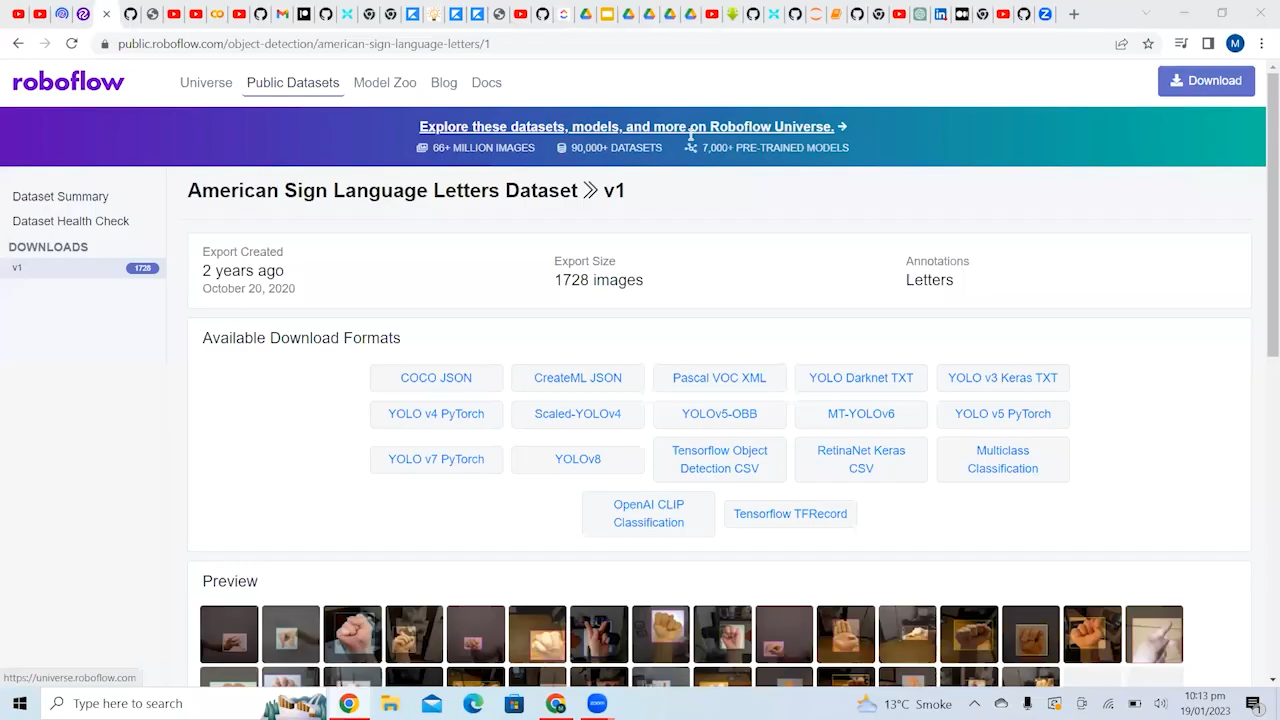 public.roboflow.com/object-detection/american-sign-language-letters/1
M
roboflow
Universe
Public Datasets
Model Zoo
Blog
Docs
Download
Explore these datasets, models, and more on Roboflow Universe.
66+ MILLION IMAGES
90,000+ DATASETS
7,000+ PRE-TRAINED MODELS
Dataset Summary
Dataset Health Check
DOWNLOADS
v1
1728
American Sign Language Letters Dataset
v1
Export Created
2 years ago
October 20, 2020
Export Size
1728 images
Annotations
Letters
Available Download Formats
COCO JSON
CreateML JSON
Pascal VOC XML
YOLO Darknet TXT
YOLO v3 Keras TXT
YOLO v4 PyTorch
Scaled-YOLOv4
YOLOv5-OBB
MT-YOLOv6
YOLO v5 PyTorch
YOLO v7 PyTorch
YOLOv8
Tensorflow Object
Detection CSV
RetinaNet Keras
CSV
Multiclass
Classification
OpenAI CLIP
Classification
Tensorflow TFRecord
Preview
https://universe.roboflow.com
Type here to search
zoom
13°C Smoke
10:13 pm
19/01/2023
1